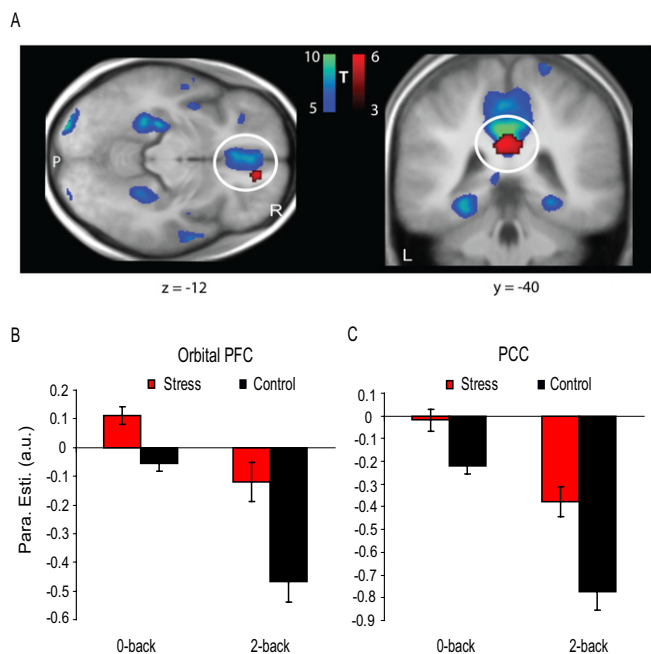 A
10 6
T
5 3
P
R
L
z = -12
y = -40
B
Orbital PFC
Stress Control
Para. Esti. (a.u.)
0.2
0.1
0
-0.1
-0.2
-0.3
-0.4
-0.5
-0.6
0-back 2-back
C
PCC
Stress Control
0.1
0
-0.1
-0.2
-0.3
-0.4
-0.5
-0.6
-0.7
-0.8
-0.9
0-back 2-back